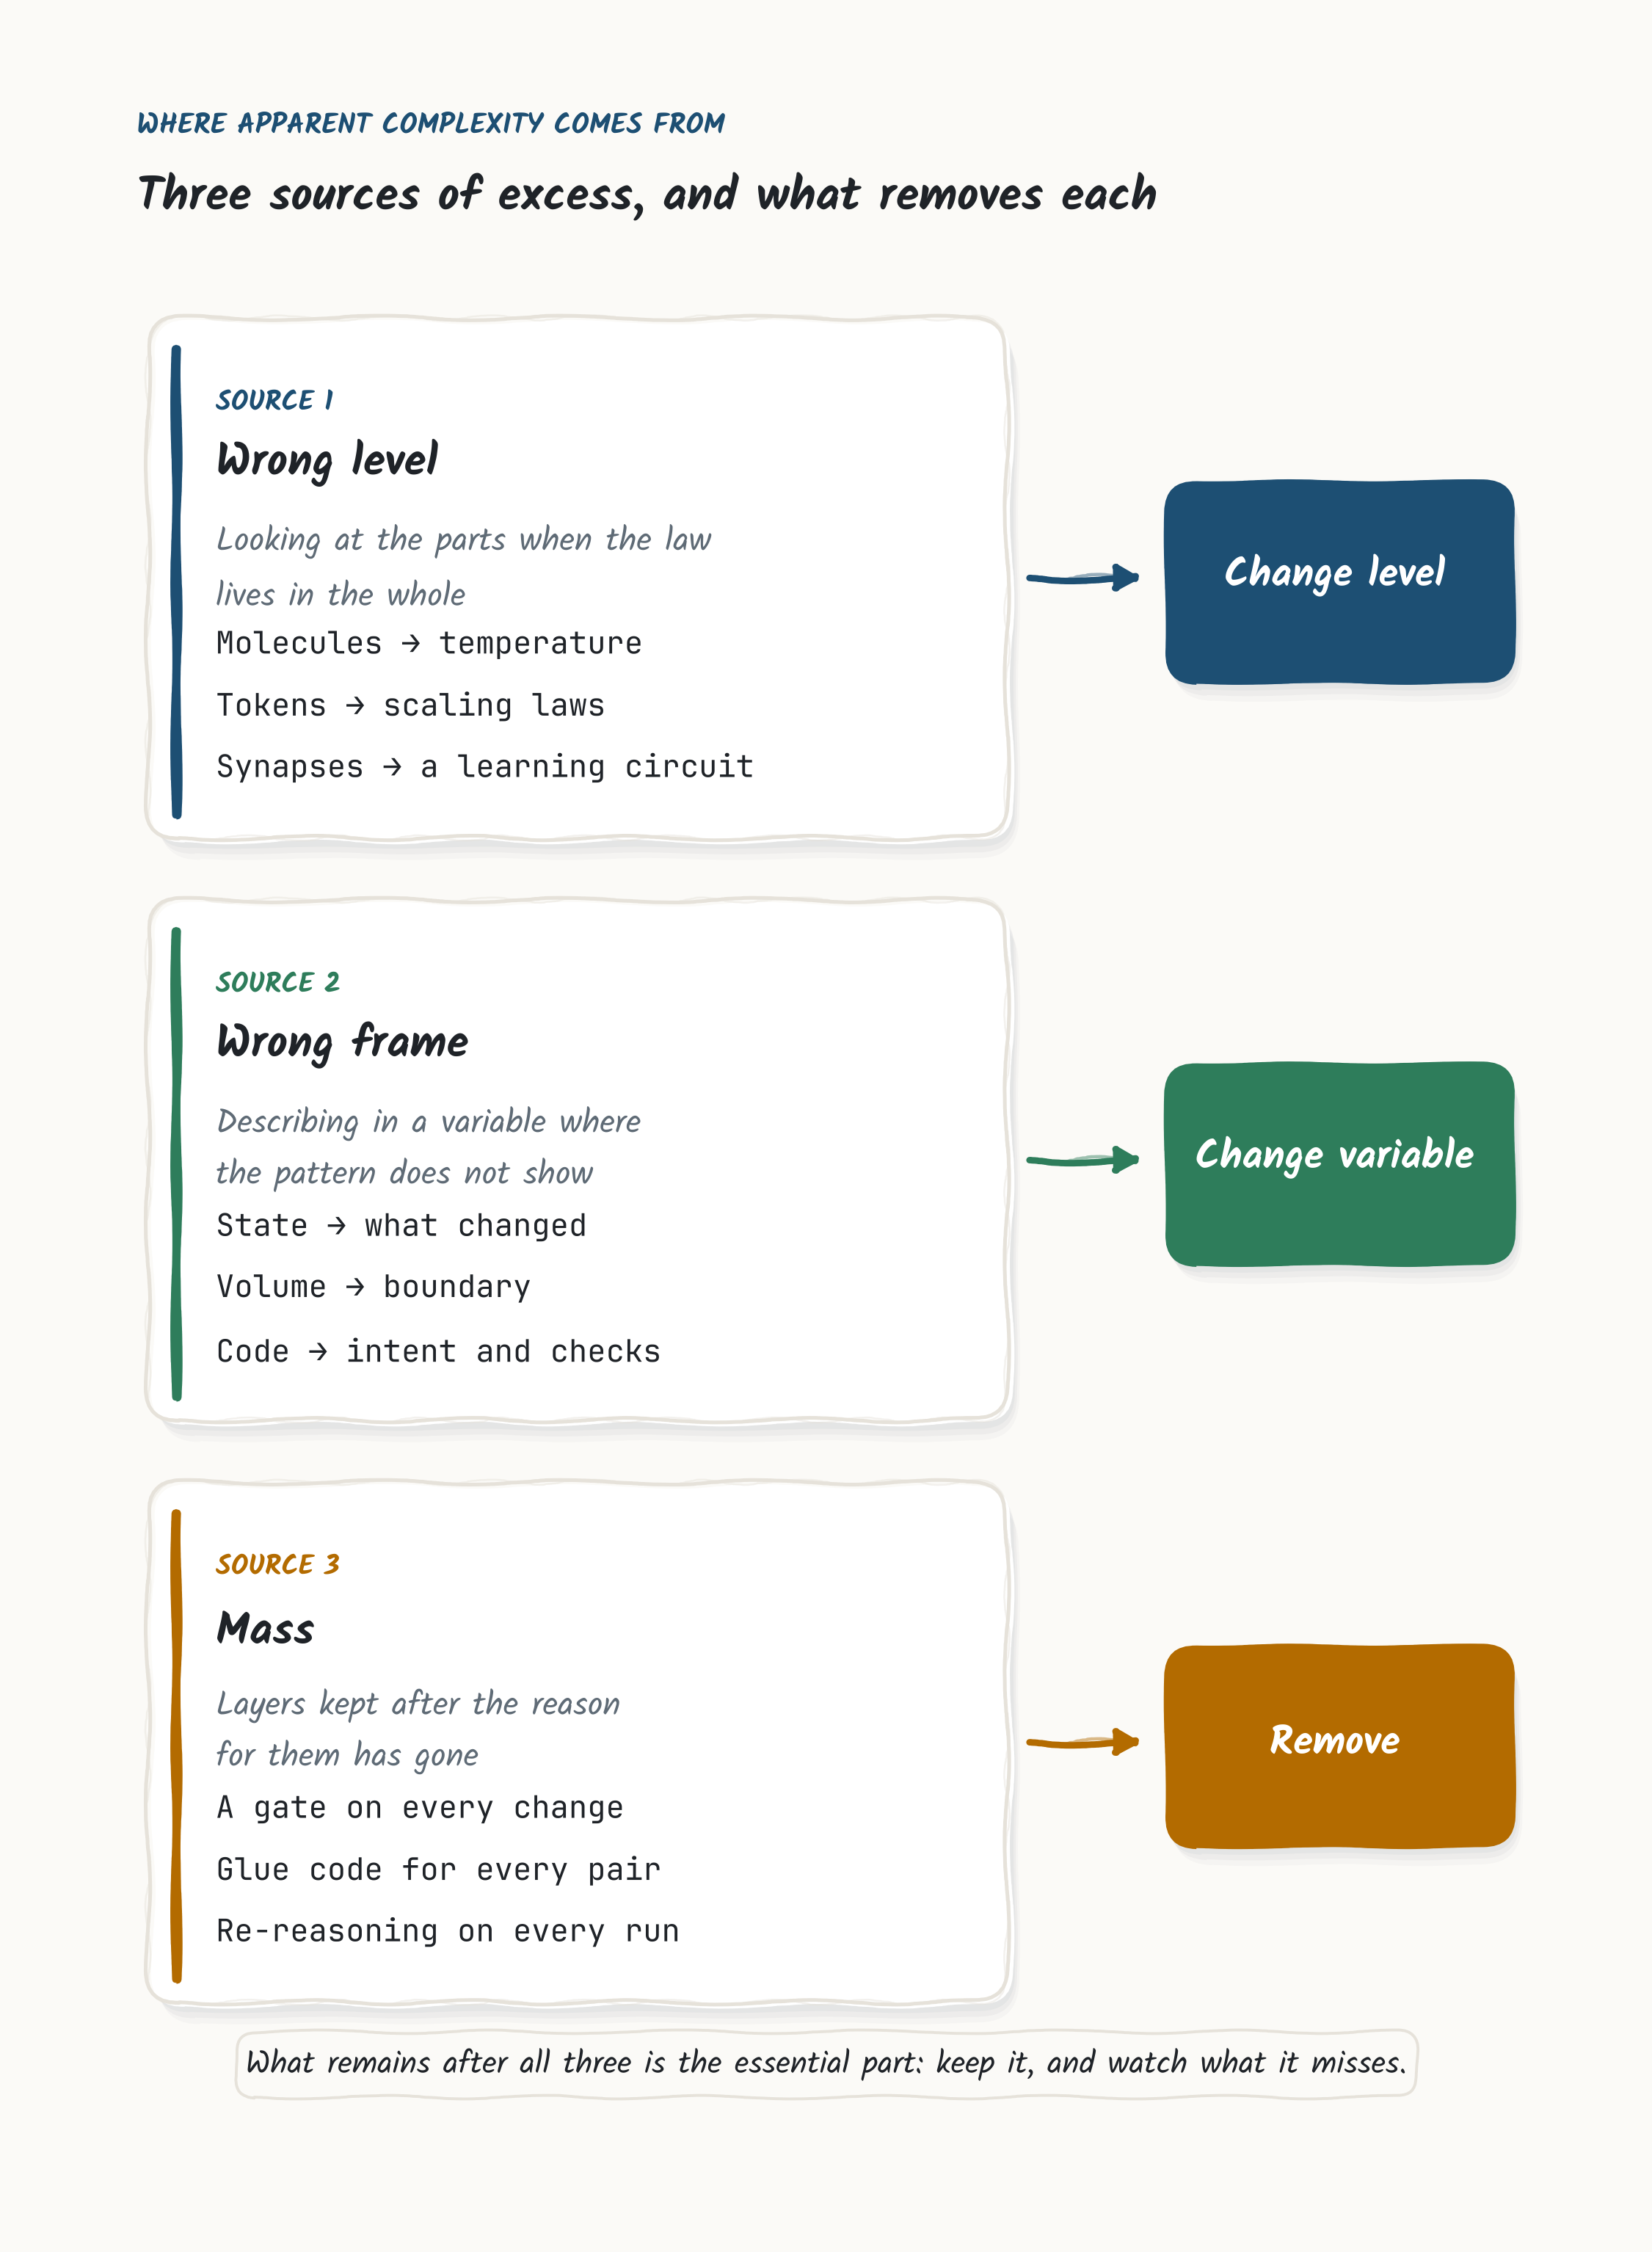 WHERE APPARENT COMPLEXITY COMES FROM
Three sources of excess, and what removes each
SOURCE 1
Wrong level
Looking at the parts when the law
lives in the whole
Molecules → temperature
Tokens → scaling laws
Synapses → a learning circuit
Change level
SOURCE 2
Wrong frame
Describing in a variable where
the pattern does not show
State → what changed
Volume → boundary
Code → intent and checks
Change variable
SOURCE 3
Mass
Layers kept after the reason
for them has gone
A gate on every change
Glue code for every pair
Re-reasoning on every run
Remove
What remains after all three is the essential part: keep it, and watch what it misses.